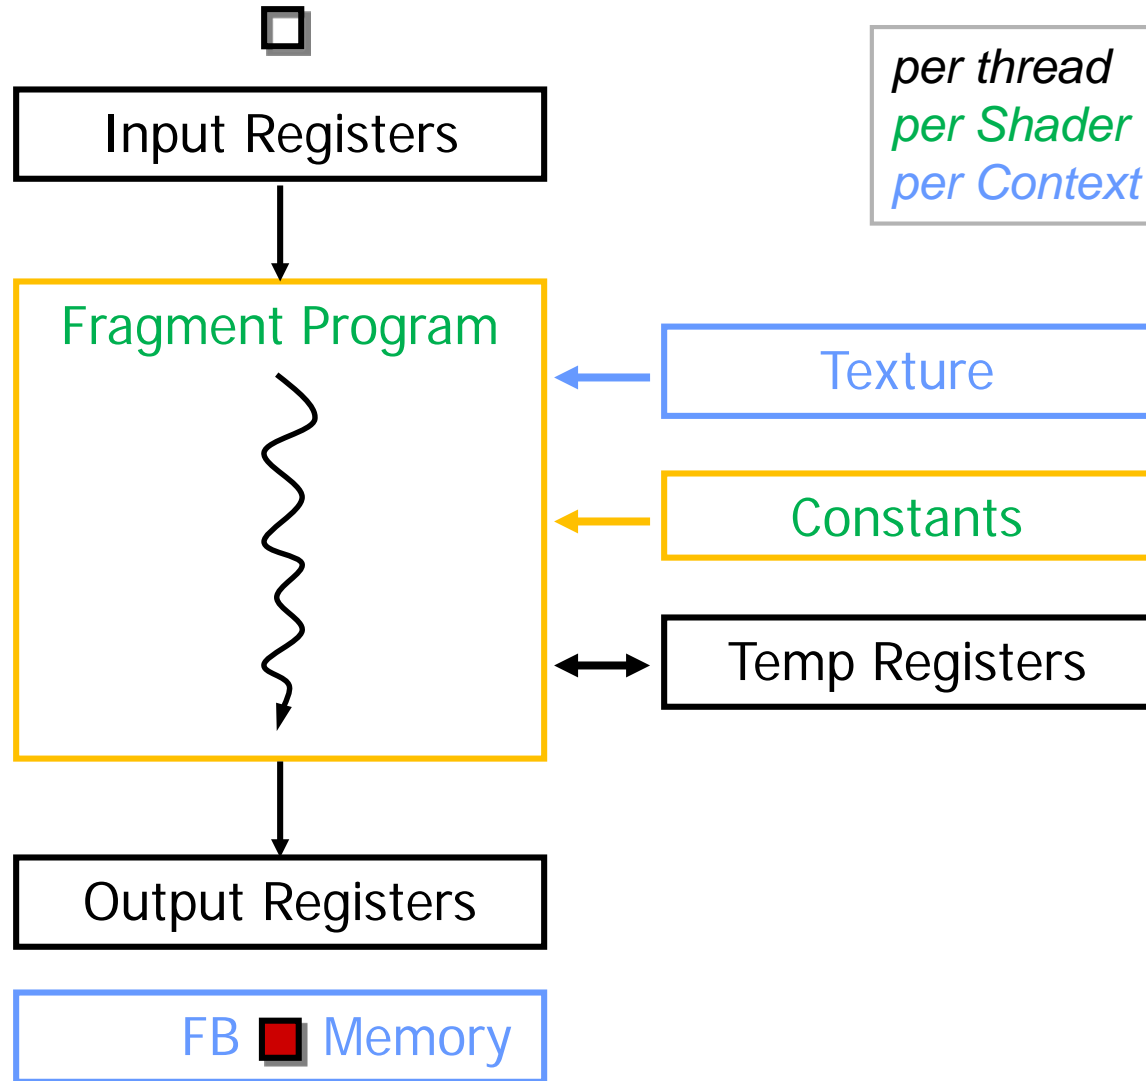 per thread
per Shader
per Context
Input Registers
Fragment Program
Texture
Constants
Temp Registers
Output Registers
FB Memory